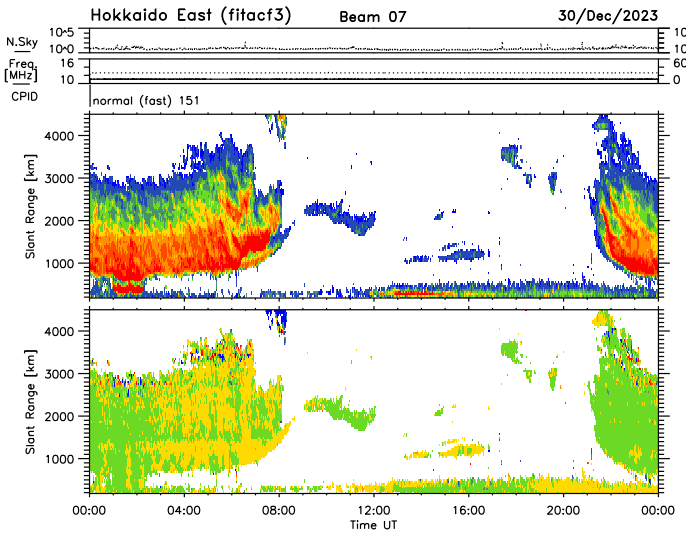 Hokkaido East (fitacf3) Beam 07 30/Dec/2023
N.Sky 10^5 10^0 10^5 10^0
Freq. [MHz] 16 10 60 0
CPID normal (fast) 151
Slant Range [km] 4000 3000 2000 1000
Slant Range [km] 4000 3000 2000 1000
00:00 04:00 08:00 12:00 16:00 20:00 00:00
Time UT